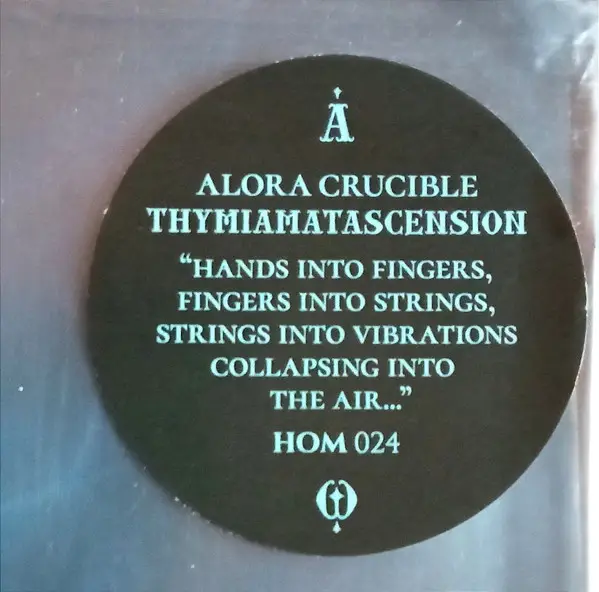 A
ALORA CRUCIBLE
THYMIAMATASCENSION
“HANDS INTO FINGERS,
FINGERS INTO STRINGS,
STRINGS INTO VIBRATIONS
COLLAPSING INTO
THE AIR...”
HOM 024